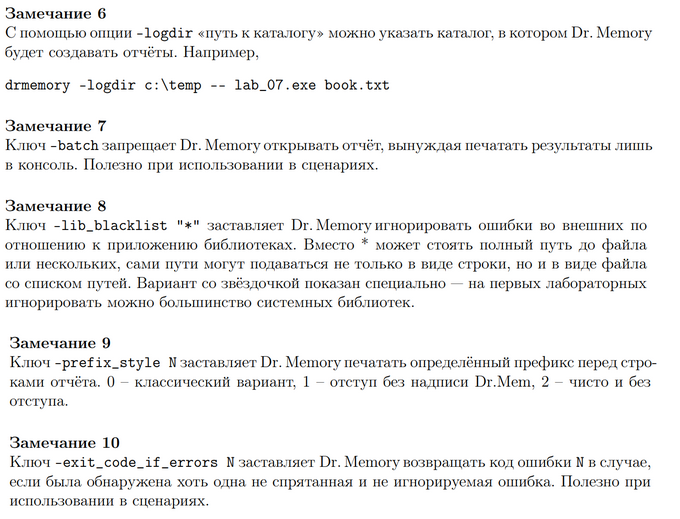 Замечание 6
С помощью опции -logdir «путь к каталогу» можно указать каталог, в котором Dr. Memory
будет создавать отчёты. Например,
drmemory -logdir c:\temp -- lab_07.exe book.txt
Замечание 7
Ключ -batch запрещает Dr. Memory открывать отчёт, вынуждая печатать результаты лишь
в консоль. Полезно при использовании в сценариях.
Замечание 8
Ключ -lib_blacklist "*" заставляет Dr. Memory игнорировать ошибки во внешних по
отношению к приложению библиотеках. Вместо * может стоять полный путь до файла
или нескольких, сами пути могут подаваться не только в виде строки, но и в виде файла
со списком путей. Вариант со звёздочкой показан специально — на первых лабораторных
игнорировать можно большинство системных библиотек.
Замечание 9
Ключ -prefix_style N заставляет Dr. Memory печатать определённый префикс перед стро-
ками отчёта. 0 – классический вариант, 1 – отступ без надписи Dr.Mem, 2 – чисто и без
отступа.
Замечание 10
Ключ -exit_code_if_errors N заставляет Dr. Memory возвращать код ошибки N в случае,
если была обнаружена хоть одна не спрятанная и не игнорируемая ошибка. Полезно при
использовании в сценариях.